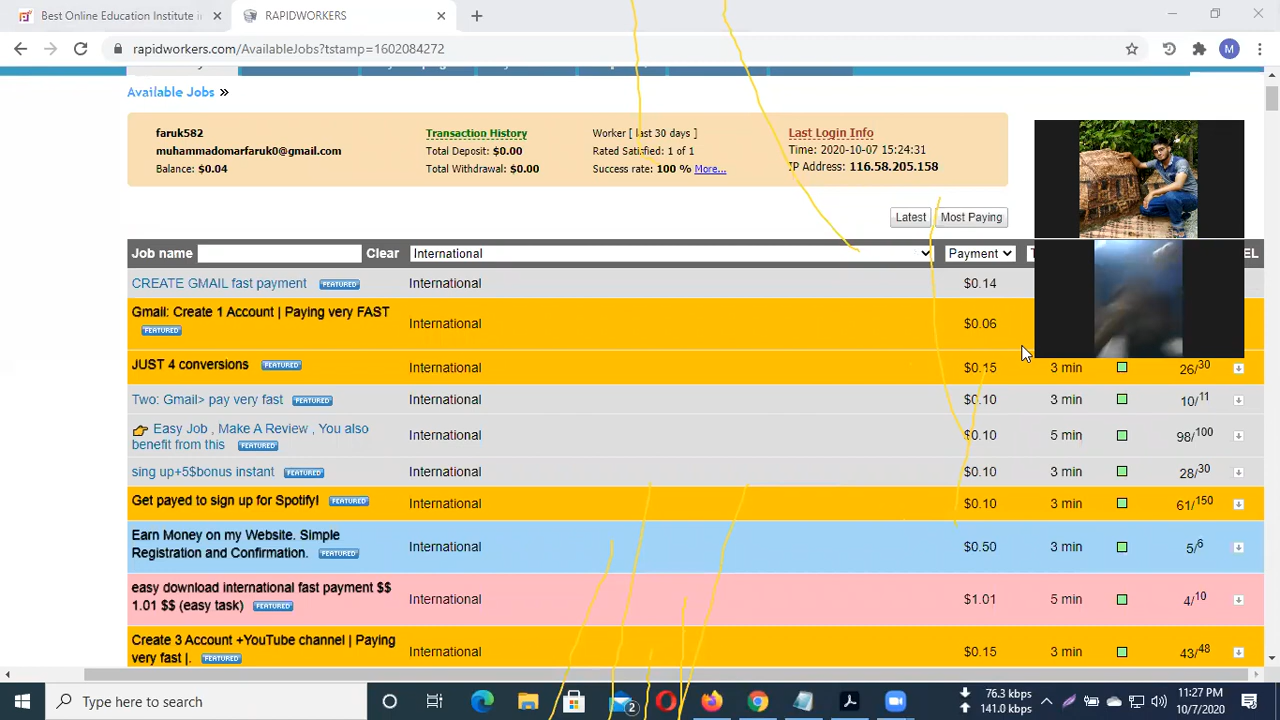 Best Online Education Institute in
RAPIDWORKERS
rapidworkers.com/AvailableJobs?tstamp=1602084272
M
Available Jobs »
faruk582
muhammadomarfaruk0@gmail.com
Balance: $0.04
Transaction History
Total Deposit: $0.00
Total Withdrawal: $0.00
Worker [ last 30 days ]
Rated Satisfied: 1 of 1
Success rate: 100 % More...
Last Login Info
Time: 2020-10-07 15:24:31
IP Address: 116.58.205.158
Latest Most Paying
Job name Clear International Payment EL
CREATE GMAIL fast payment FEATURED International $0.14
Gmail: Create 1 Account | Paying very FAST
FEATURED International $0.06
JUST 4 conversions FEATURED International $0.15 3 min 26/30
Two: Gmail> pay very fast FEATURED International $0.10 3 min 10/11
Easy Job , Make A Review , You also
benefit from this FEATURED International $0.10 5 min 98/100
sing up+5$bonus instant FEATURED International $0.10 3 min 28/30
Get payed to sign up for Spotify! FEATURED International $0.10 3 min 61/150
Earn Money on my Website. Simple
Registration and Confirmation. FEATURED International $0.50 3 min 5/6
easy download international fast payment $$
1.01 $$ (easy task) FEATURED International $1.01 5 min 4/10
Create 3 Account +YouTube channel | Paying
very fast |. FEATURED International $0.15 3 min 43/48
Type here to search
2
76.3 kbps
141.0 kbps
11:27 PM
10/7/2020